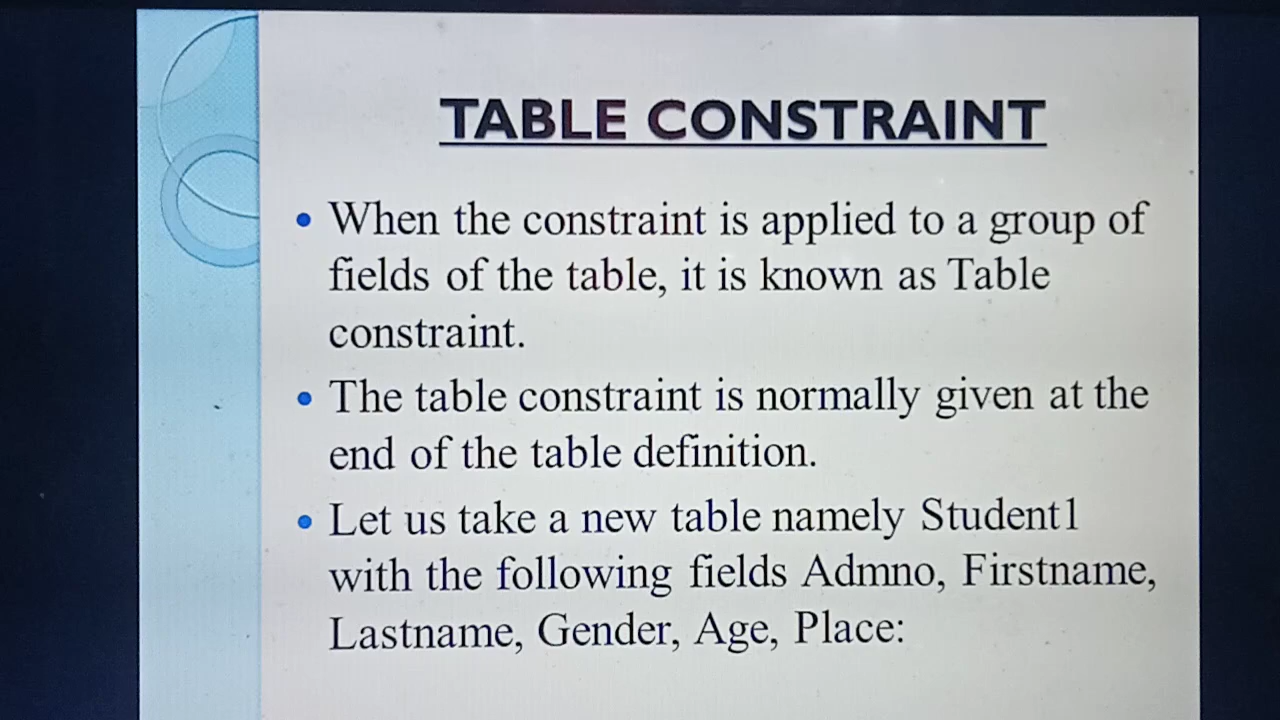 TABLE CONSTRAINT
• When the constraint is applied to a group of
fields of the table, it is known as Table
constraint.
• The table constraint is normally given at the
end of the table definition.
• Let us take a new table namely Student1
with the following fields Admno, Firstname,
Lastname, Gender, Age, Place: